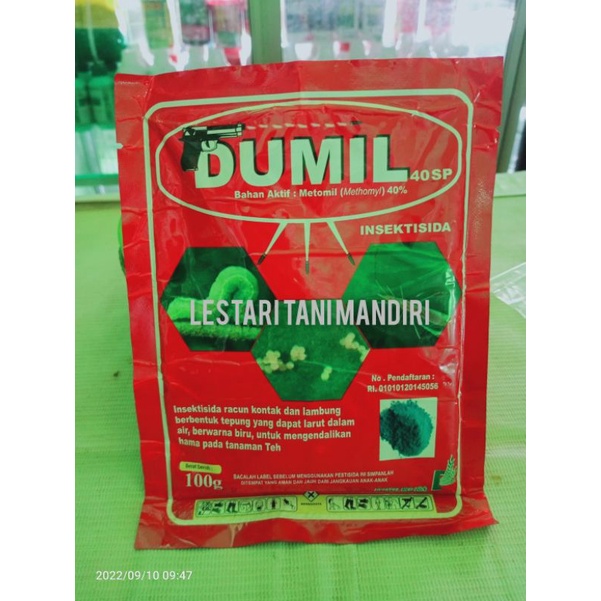 DUMIL 40 SP
Bahan Aktif : Metomil (Methomyl) 40%
INSEKTISIDA
LESTARI TANI MANDIRI
No . Pendaftaran :
RI. 01010120145056
Insektisida racun kontak dan lambung
berbentuk tepung yang dapat larut dalam
air, berwarna biru, untuk mengendalikan
hama pada tanaman Teh
100g
BACALAH LABEL SEBELUM MENGGUNAKAN PESTISIDA INI SIMPANLAH
DITEMPAT YANG AMAN DAN JAUH DARI JANGKAUAN ANAK-ANAK
2022/09/10 09:47